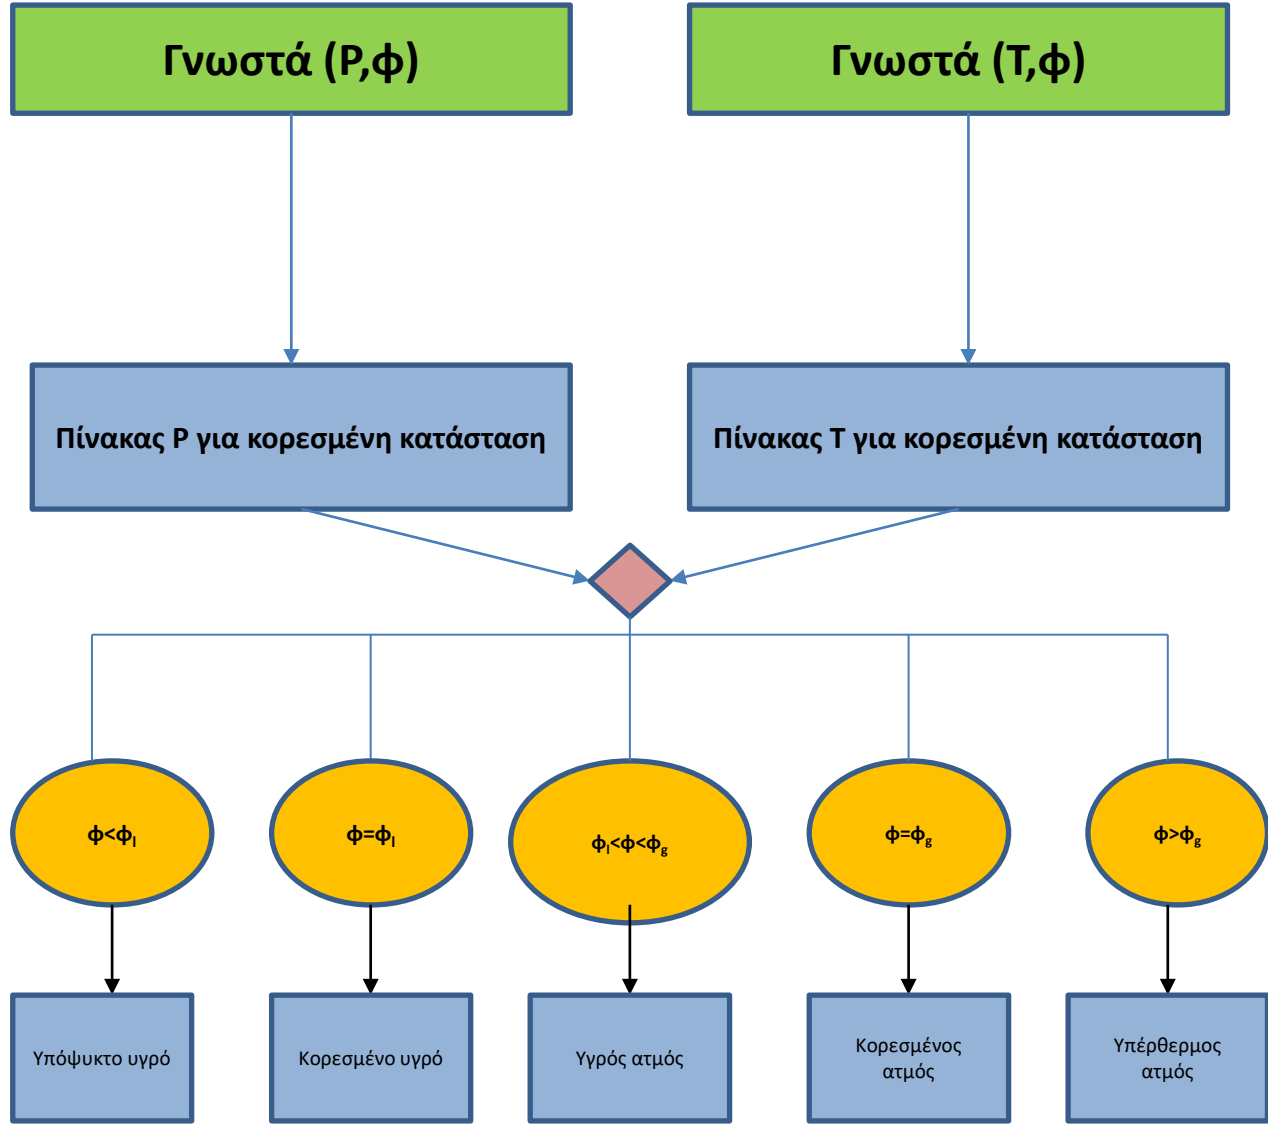 Γνωστά (P,φ)
Γνωστά (T,φ)
Πίνακας P για κορεσμένη κατάσταση
Πίνακας T για κορεσμένη κατάσταση
φ<φl
φ=φl
φl<φ<φg
φ=φg
φ>φg
Υπόψυκτο υγρό
Κορεσμένο υγρό
Υγρός ατμός
Κορεσμένος
ατμός
Υπέρθερμος
ατμός